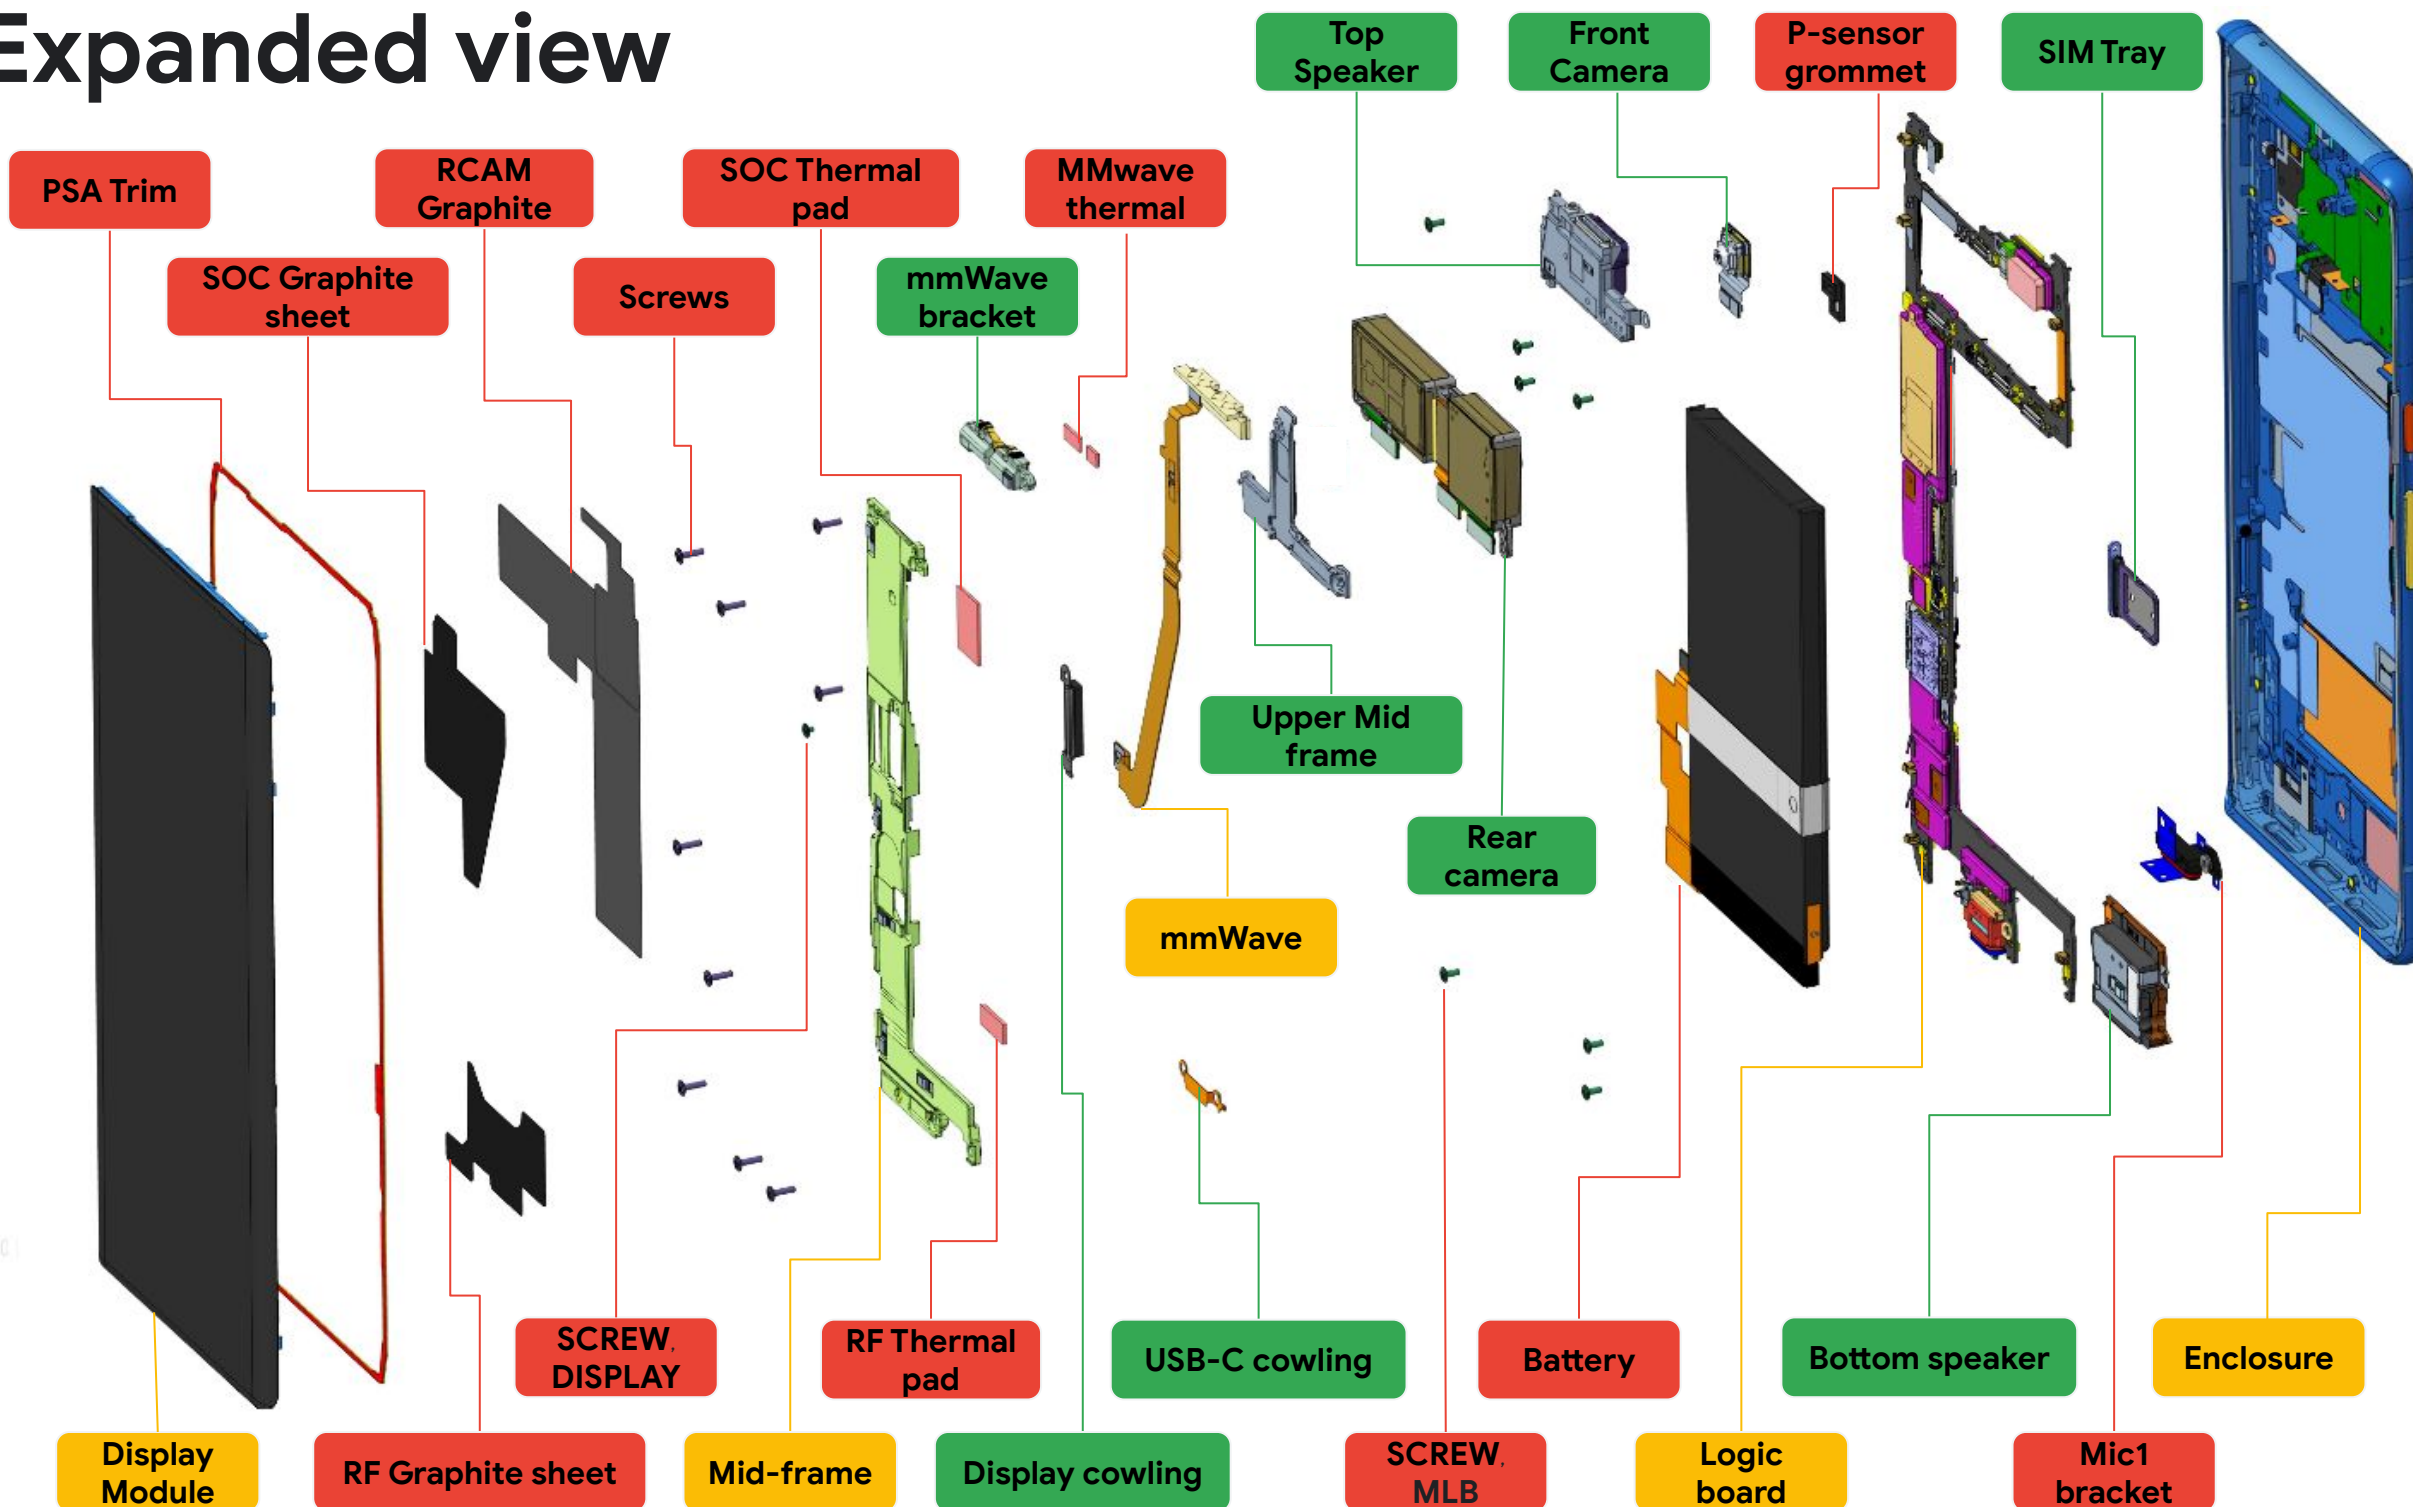 Expanded view
Top
Speaker
Front
Camera
P-sensor
grommet
SIM Tray
PSA Trim
RCAM
Graphite
SOC Thermal
pad
MMwave
thermal
SOC Graphite
sheet
Screws
mmWave
bracket
Upper Mid
frame
Rear
camera
mmWave
SCREW,
DISPLAY
RF Thermal
pad
USB-C cowling
Battery
Bottom speaker
Enclosure
Display
Module
RF Graphite sheet
Mid-frame
Display cowling
SCREW,
MLB
Logic
board
Mic1
bracket